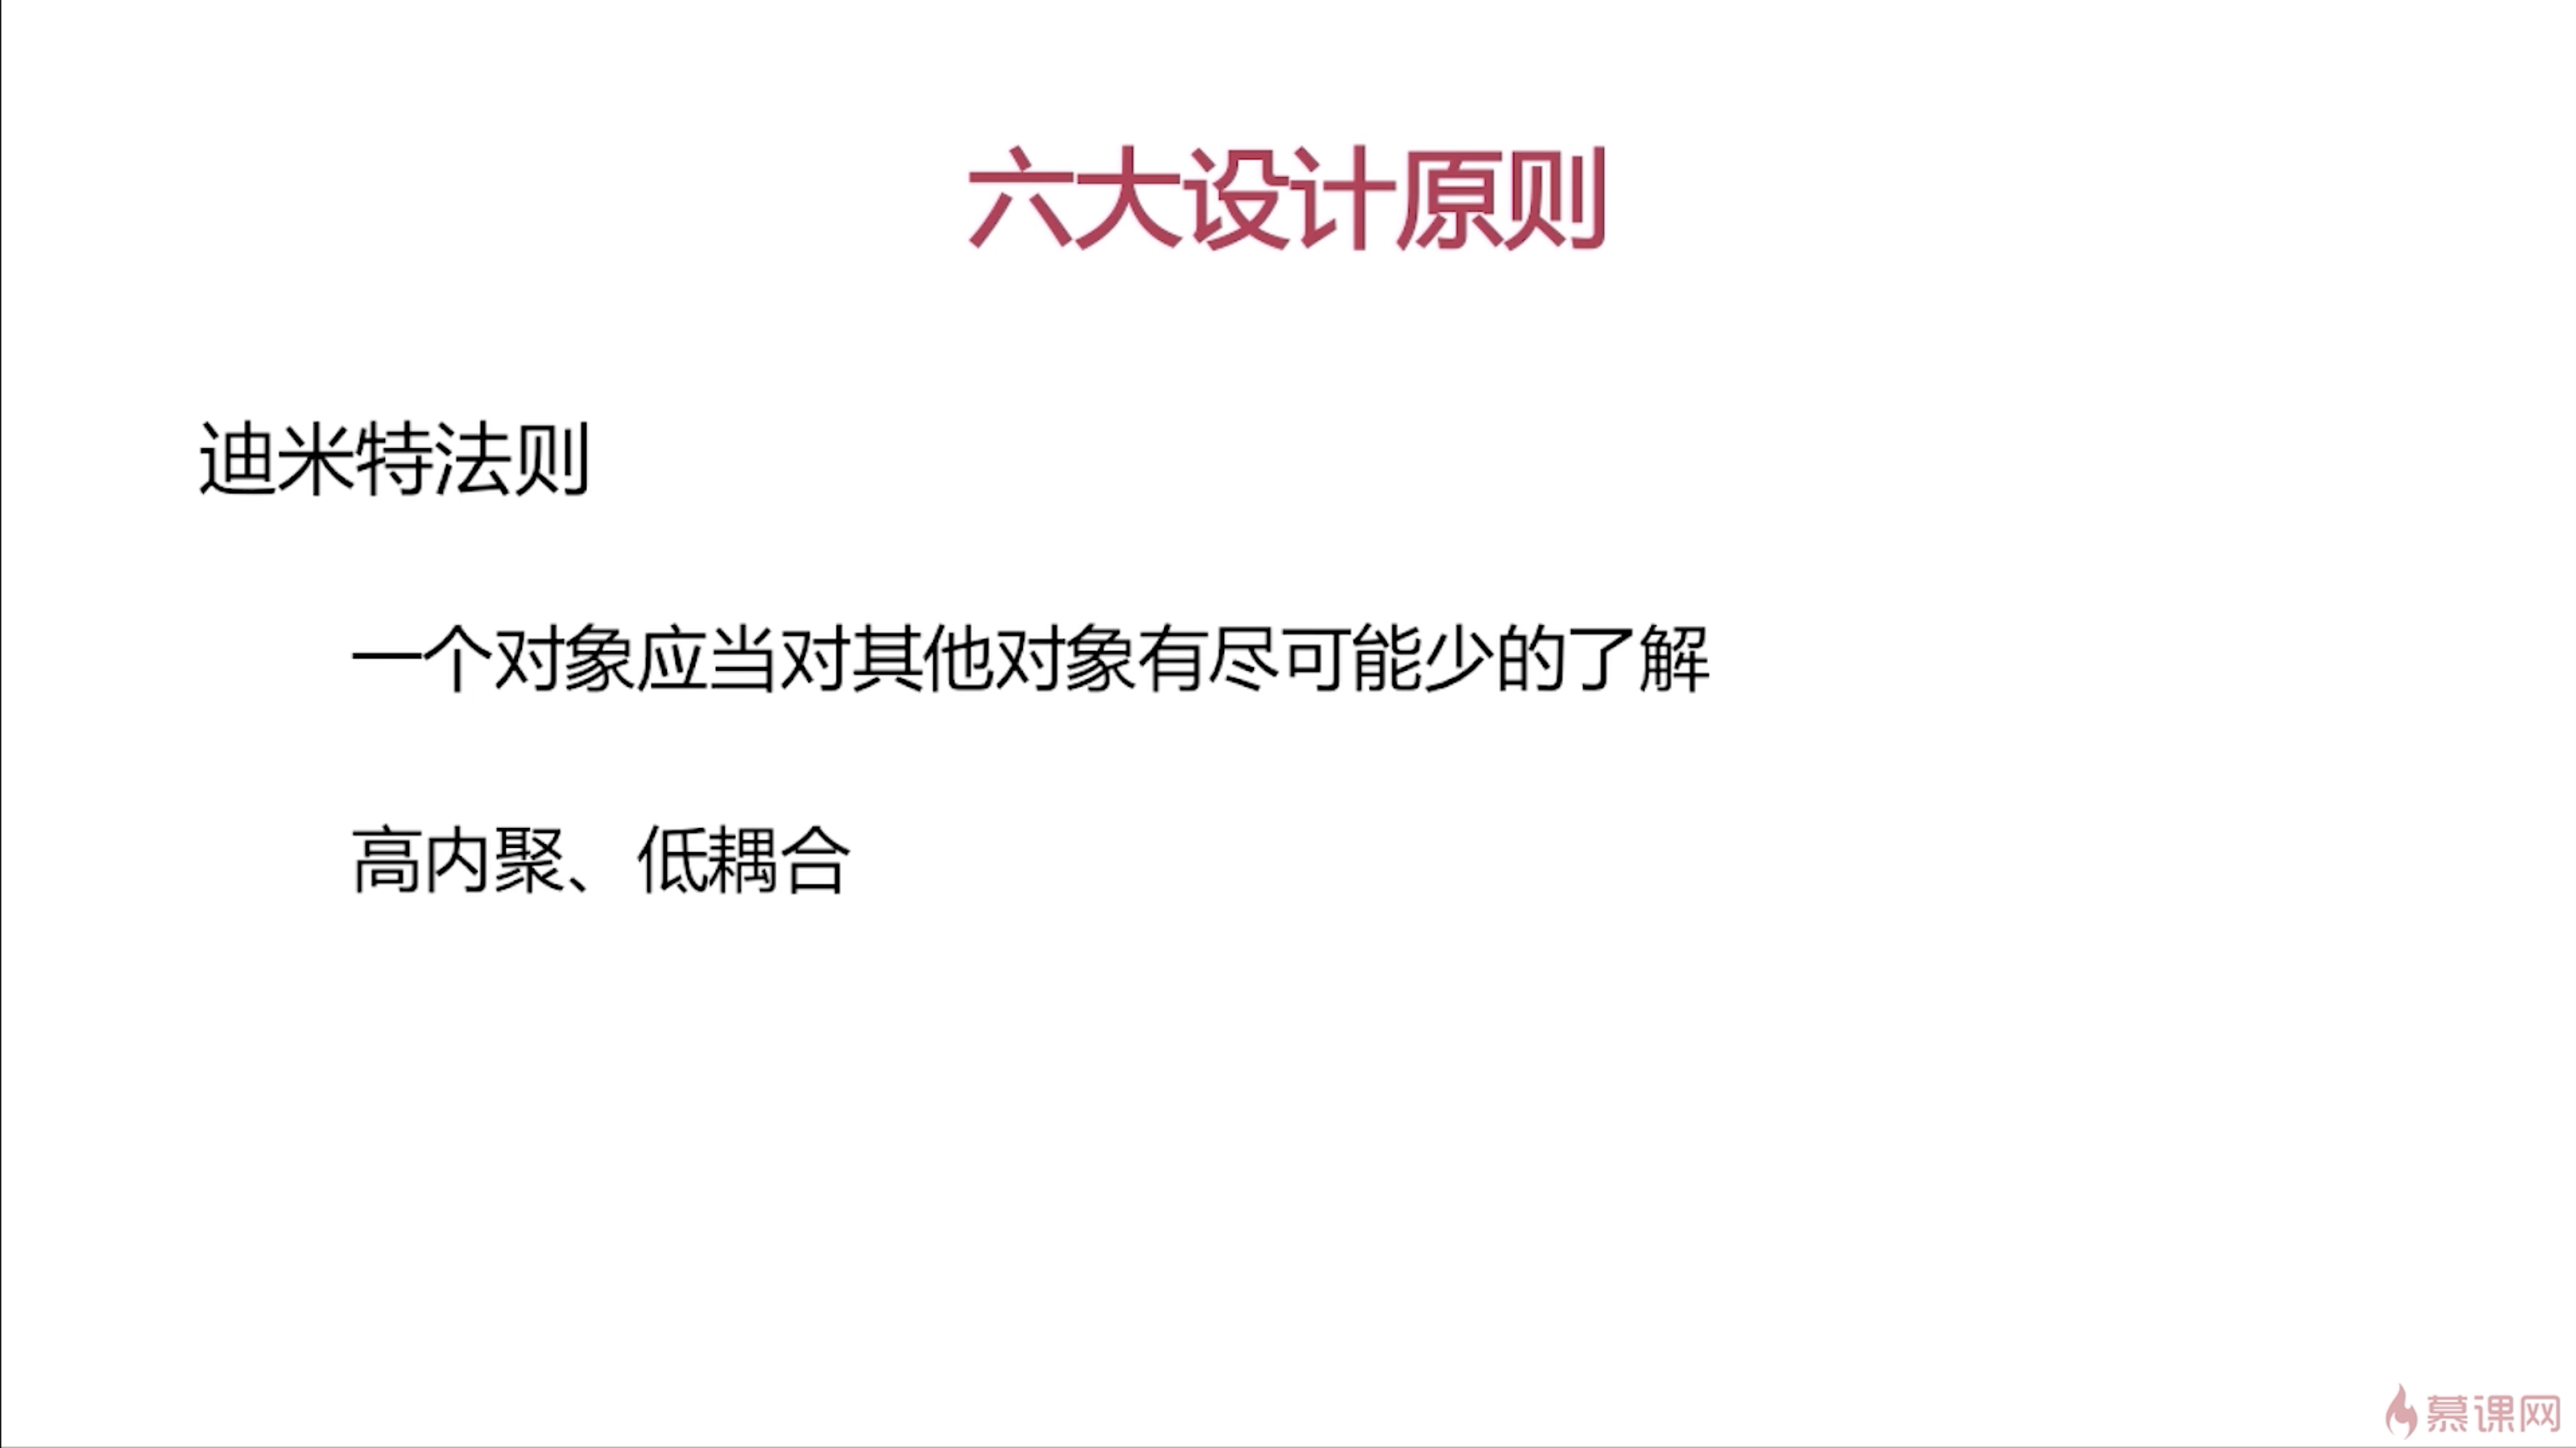 六大设计原则
迪米特法则
一个对象应当对其他对象有尽可能少的了解
高内聚、低耦合
慕课网